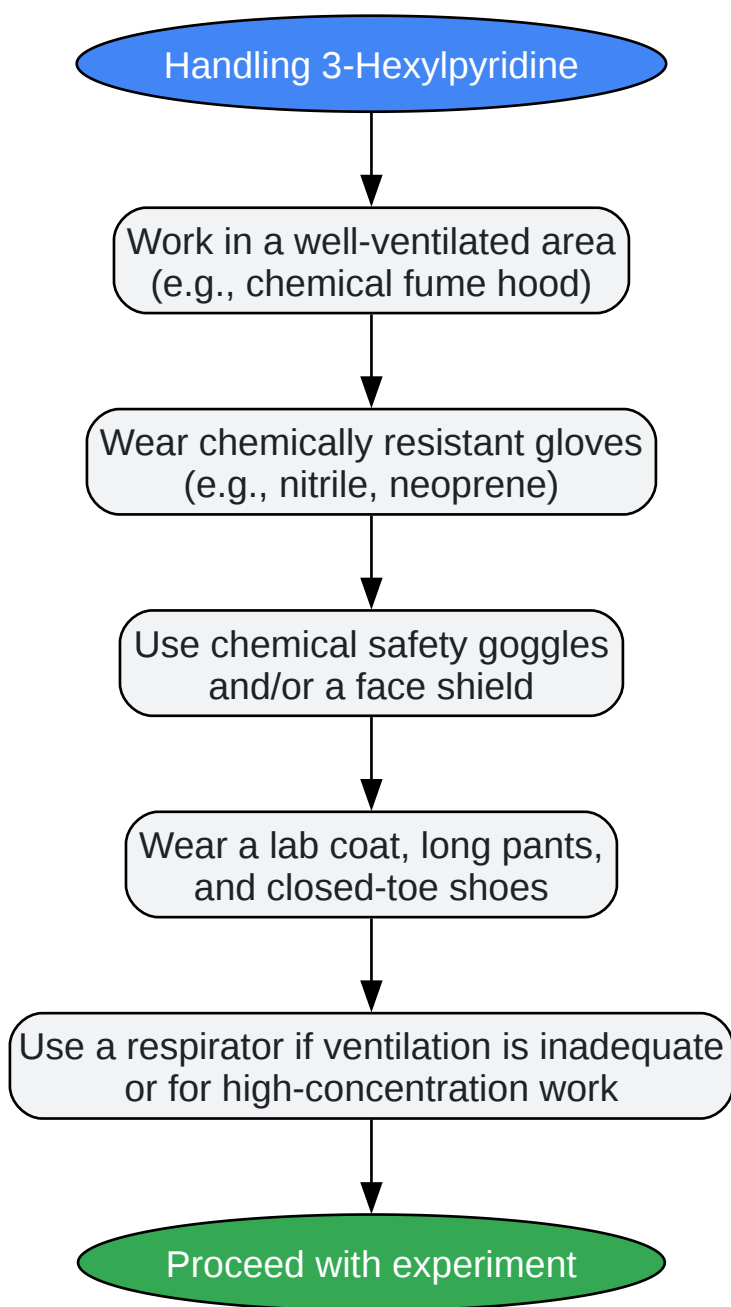 Handling 3-Hexylpyridine
Work in a well-ventilated area
(e.g., chemical fume hood)
Wear chemically resistant gloves
(e.g., nitrile, neoprene)
Use chemical safety goggles
and/or a face shield
Wear a lab coat, long pants,
and closed-toe shoes
Use a respirator if ventilation is inadequate
or for high-concentration work
Proceed with experiment